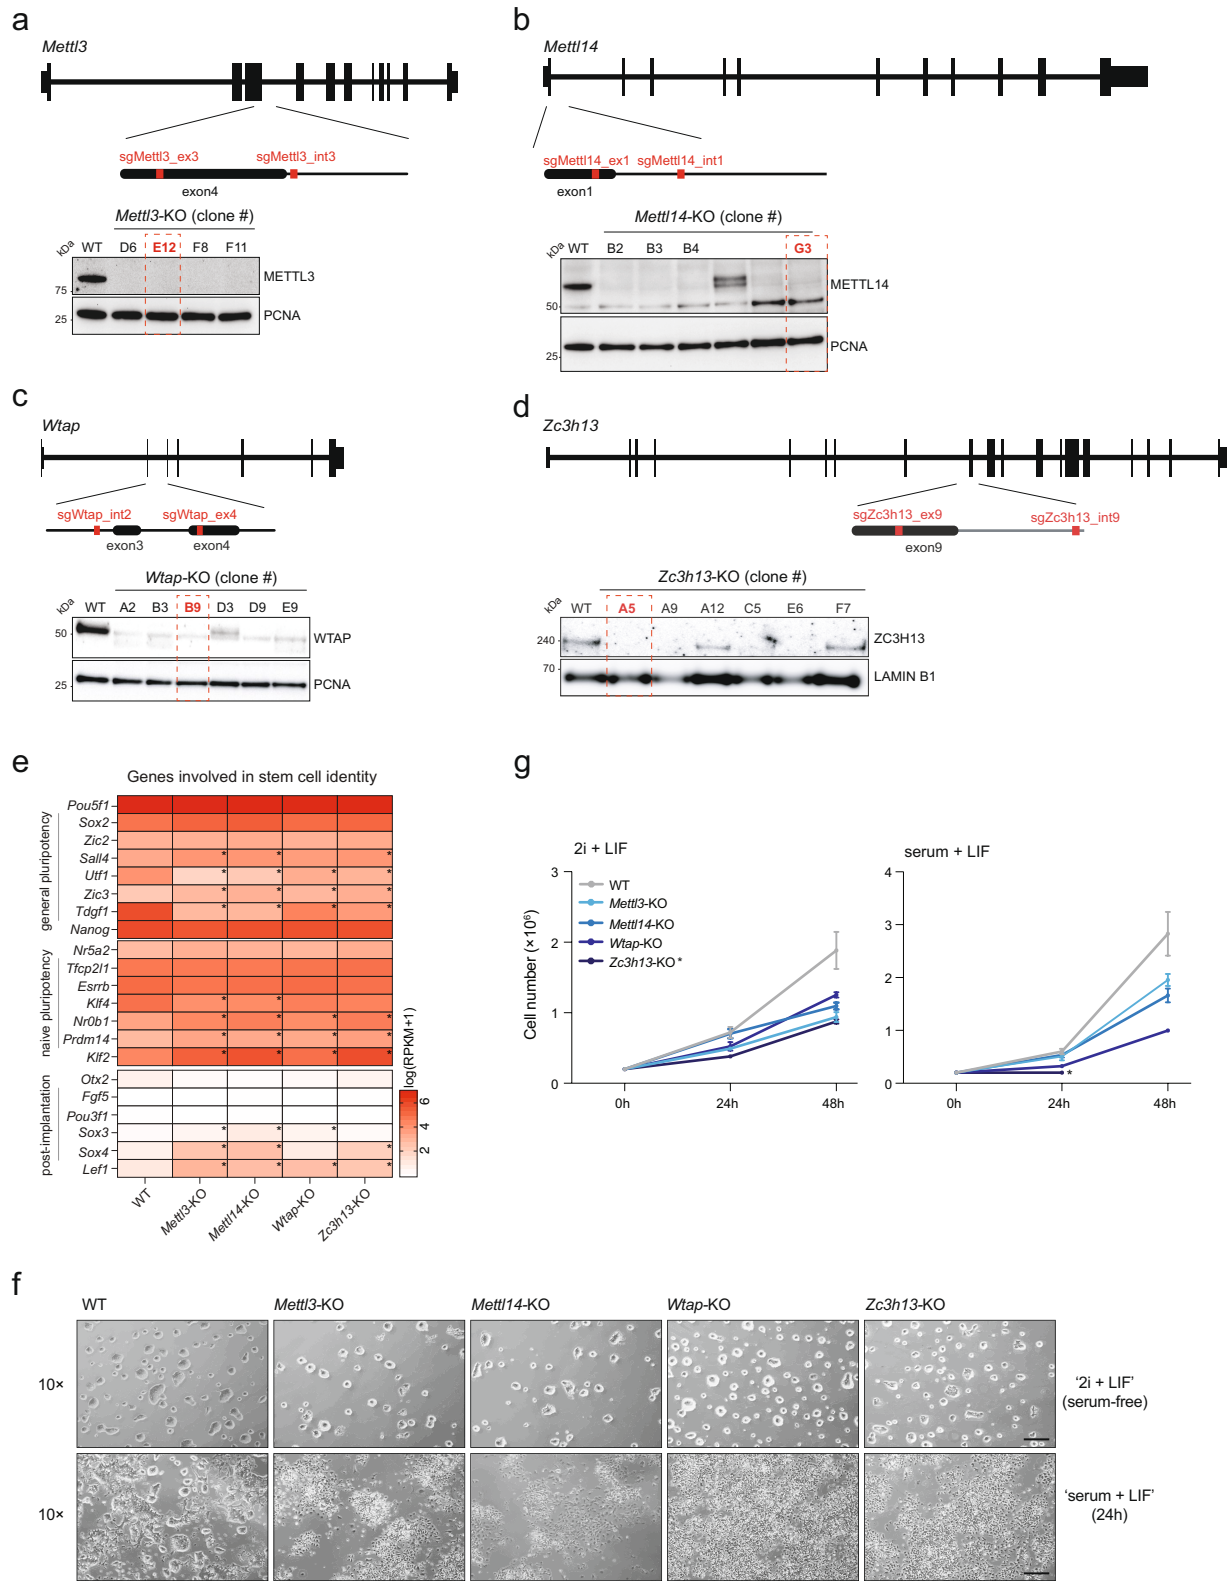 a
Mettl3
sgMettl3_ex3
sgMettl3_int3
exon4
Mettl3-KO (clone #)
kDa
WT D6 E12 F8 F11
METTL3
75
25
PCNA
b
Mettl14
sgMettl14_ex1 sgMettl14_int1
exon1
Mettl14-KO (clone #)
kDa
WT B2 B3 B4 G3
METTL14
50
PCNA
25
c
Wtap
sgWtap_int2 sgWtap_ex4
exon3 exon4
Wtap-KO (clone #)
kDa
WT A2 B3 B9 D3 D9 E9
50
WTAP
25
PCNA
d
Zc3h13
sgZc3h13_ex9 sgZc3h13_int9
exon9
Zc3h13-KO (clone #)
kDa
WT A5 A9 A12 C5 E6 F7
240
ZC3H13
70
LAMIN B1
e
Genes involved in stem cell identity
general pluripotency
Pou5f1
Sox2
Zic2
Sall4 * * *
Utf1 * * * *
Zic3 * * * *
Tdgf1 * * * *
Nanog
naive pluripotency
Nr5a2
Tfcp2l1
Esrrb
Klf4 * *
Nr0b1 * * * *
Prdm14 * * * *
Klf2 * * * *
post-implantation
Otx2
Fgf5
Pou3f1
Sox3 * * *
Sox4 * * *
Lef1 * * * *
WT Mettl3-KO Mettl14-KO Wtap-KO Zc3h13-KO
log(RPKM+1)
6
4
2
g
2i + LIF
Cell number (×10⁶)
3
2
1
0
WT
Mettl3-KO
Mettl14-KO
Wtap-KO
Zc3h13-KO *
0h 24h 48h
serum + LIF
4
3
2
1
0
*
0h 24h 48h
f
WT Mettl3-KO Mettl14-KO Wtap-KO Zc3h13-KO
10×
‘2i + LIF’
(serum-free)
10×
‘serum + LIF’
(24h)